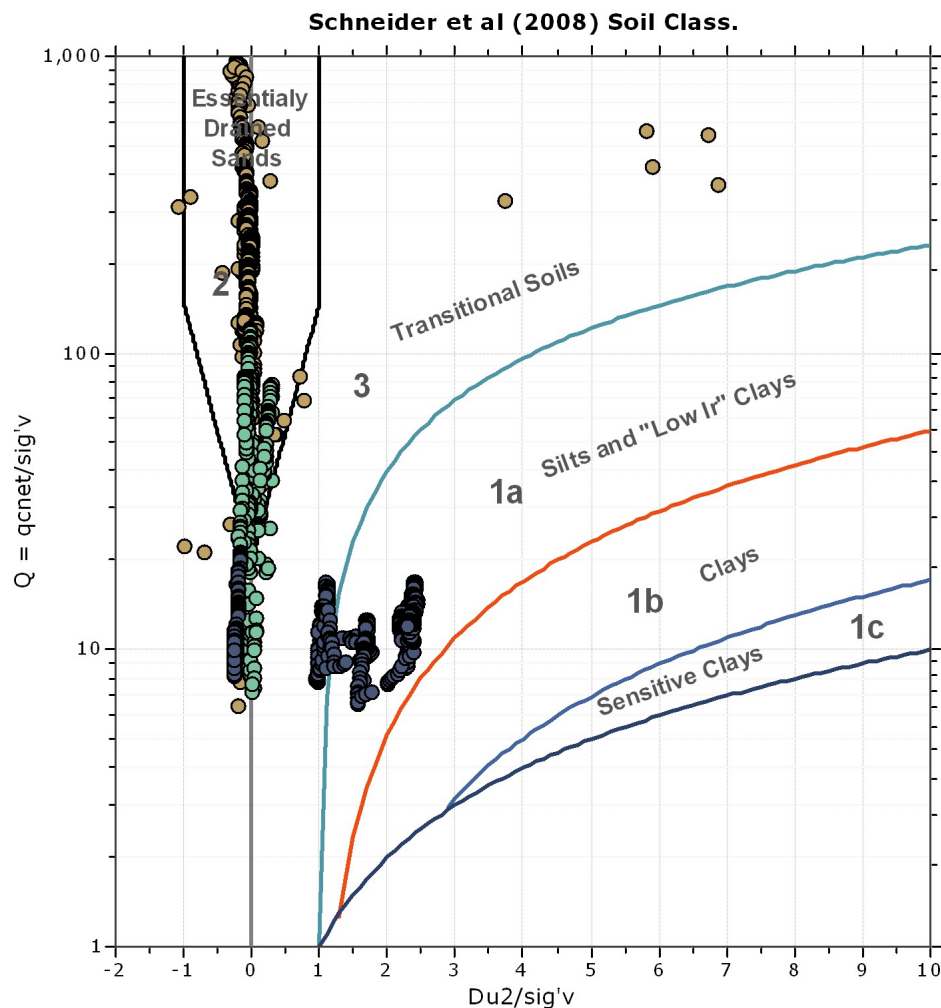 Schneider et al (2008) Soil Class.
1,000
Essentialy
Drained
Sands
2
Transitional Soils
3
100
Silts and "Low Ir" Clays
1a
Clays
1b
1c
Sensitive Clays
10
1
Q = qcnet/sig'v
-2 -1 0 1 2 3 4 5 6 7 8 9 10
Du2/sig'v